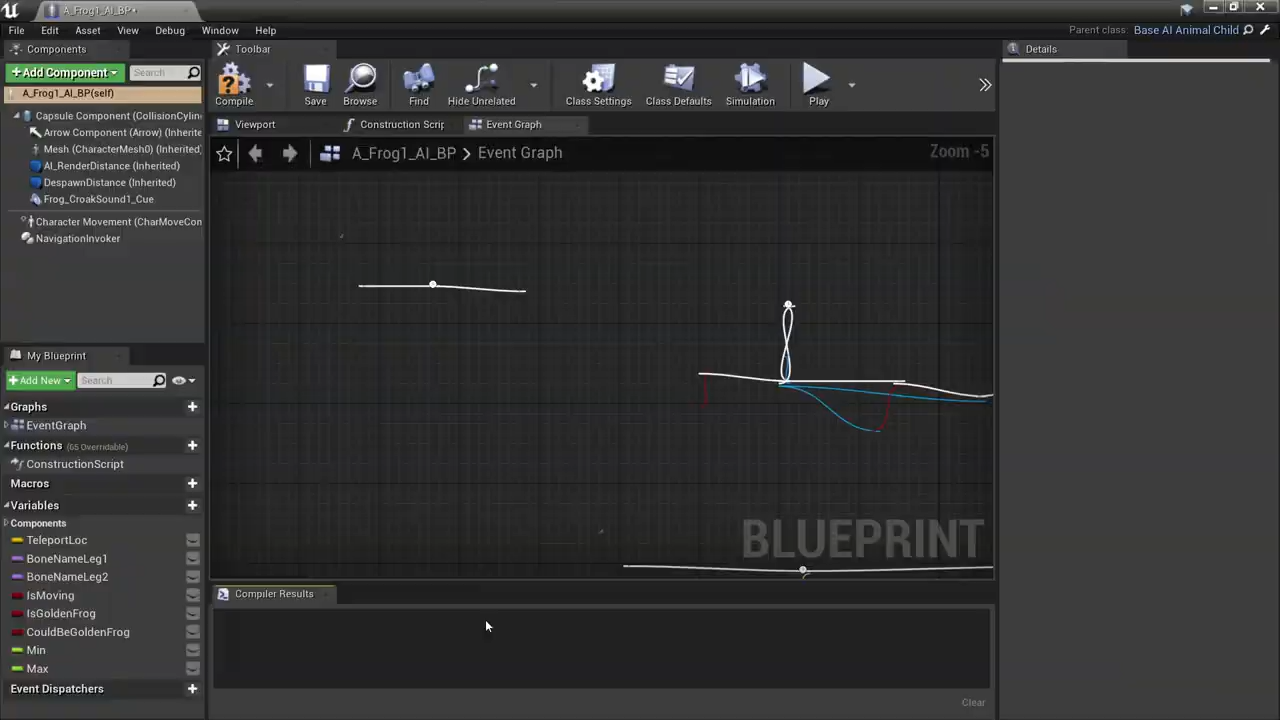 A_Frog1_AI_BP•
File Edit Asset View Debug Window Help
Parent class: Base AI Animal Child
Components
Toolbar
Details
+Add Component
Search
A_Frog1_AI_BP(self)
Capsule Component (CollisionCylin
Arrow Component (Arrow) (Inherite
Mesh (CharacterMesh0) (Inherited)
AI_RenderDistance (Inherited)
DespawnDistance (Inherited)
Frog_CroakSound1_Cue
Character Movement (CharMoveCon
NavigationInvoker
Compile
Save
Browse
Find
Hide Unrelated
Class Settings
Class Defaults
Simulation
Play
Viewport
Construction Scrip
Event Graph
A_Frog1_AI_BP > Event Graph
Zoom -5
BLUEPRINT
My Blueprint
+Add New
Search
Graphs
EventGraph
Functions (65 Overridable)
ConstructionScript
Macros
Variables
Components
TeleportLoc
BoneNameLeg1
BoneNameLeg2
IsMoving
IsGoldenFrog
CouldBeGoldenFrog
Min
Max
Event Dispatchers
Compiler Results
Clear